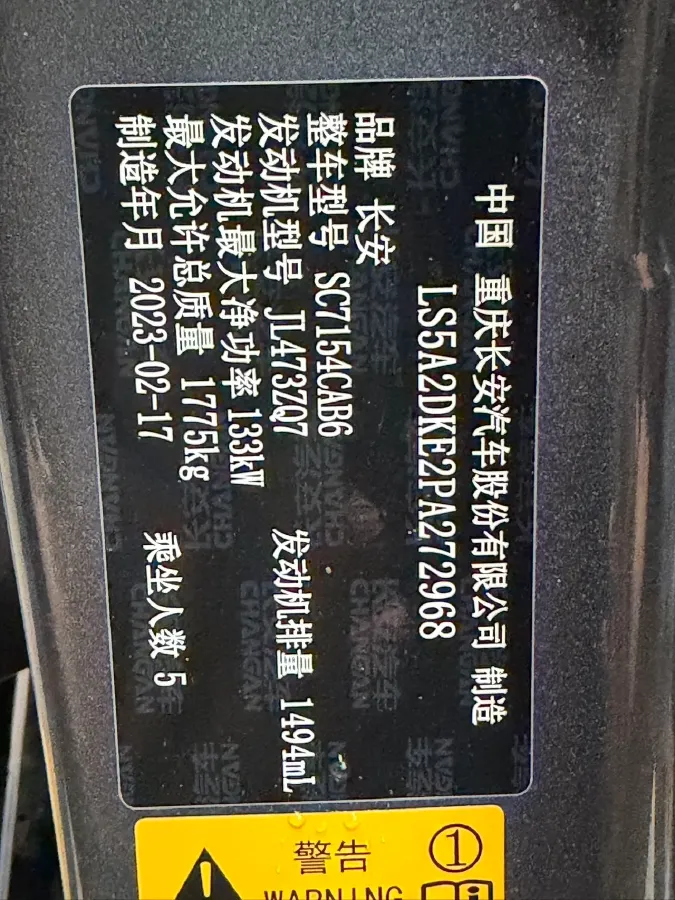 中国 重庆长安汽车股份有限公司 制造
LS5A2DKE2PA272968
品牌 长安
整车型号 SC7154CAB6
发动机型号 JL473ZQ7 发动机排量 1494mL
发动机最大净功率 133kW
最大允许总质量 1775kg
制造年月 2023-02-17 乘坐人数 5
警告
WARNING
①